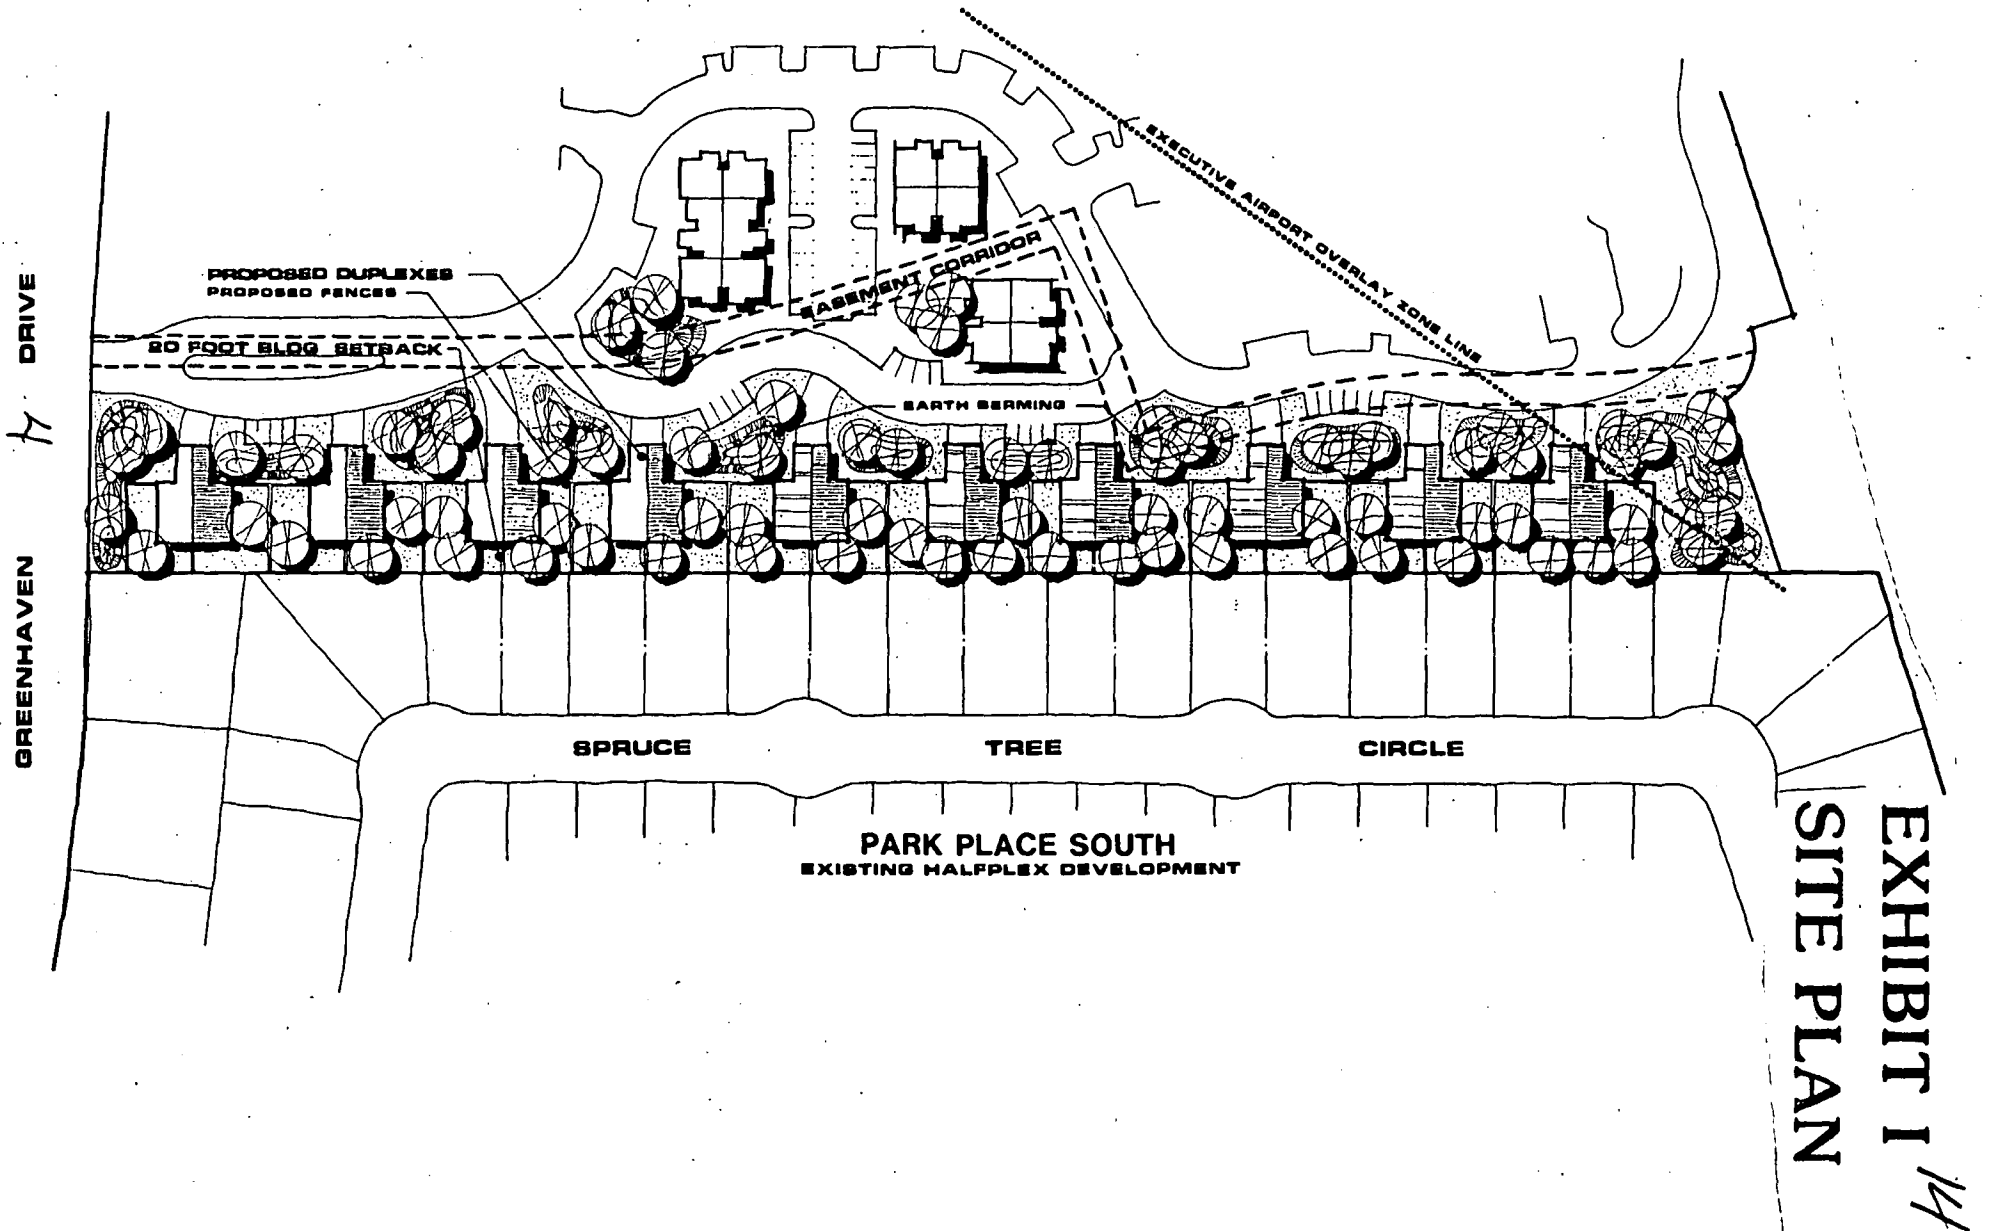 EXECUTIVE AIRPORT OVERLAY ZONE LINE
PROPOSED DUPLEXES
PROPOSED FENCES
EASEMENT CORRIDOR
20 FOOT BLDG SETBACK
EARTH BERMING
GREENHAVEN DRIVE
SPRUCE TREE CIRCLE
PARK PLACE SOUTH
EXISTING HALFPLEX DEVELOPMENT
EXHIBIT I
SITE PLAN
14